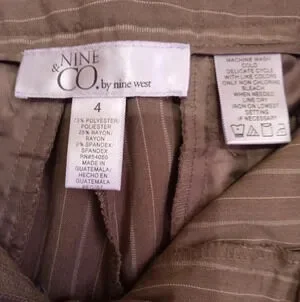 NINE
& CO. by nine west
4
73% POLYESTER/
POLIESTER
25% RAYON/
RAYON
2% SPANDEX/
SPANDEX
RN#54050
MADE IN
GUATEMALA/
HECHO EN
GUATEMALA
MACHINE WASH
COLD
DELICATE CYCLE
WITH LIKE COLORS
ONLY NON CHLORINE
BLEACH
WHEN NEEDED
LINE DRY
IRON ON LOWEST
SETTING
IF NECESSARY